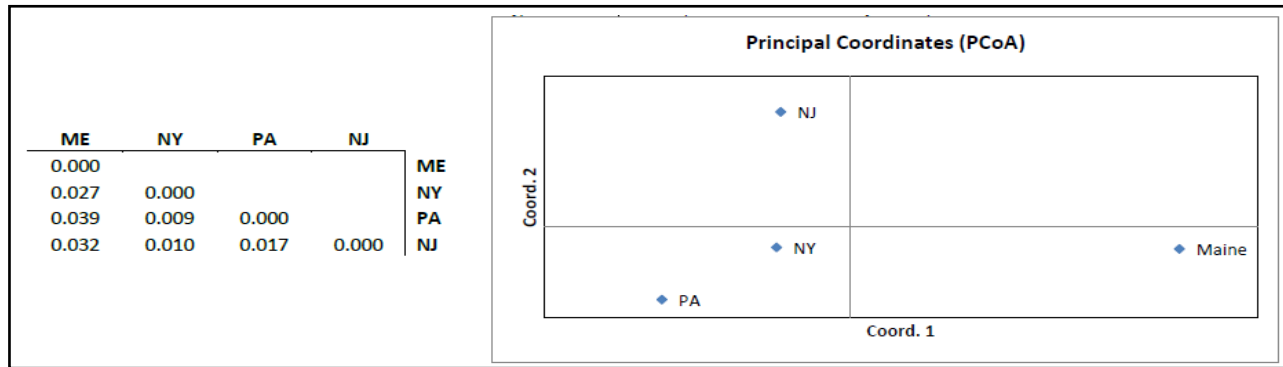 Principal Coordinates (PCoA)
ME NY PA NJ
0.000 ME
0.027 0.000 NY
0.039 0.009 0.000 PA
0.032 0.010 0.017 0.000 NJ
Coord. 2
NJ
NY
Maine
PA
Coord. 1